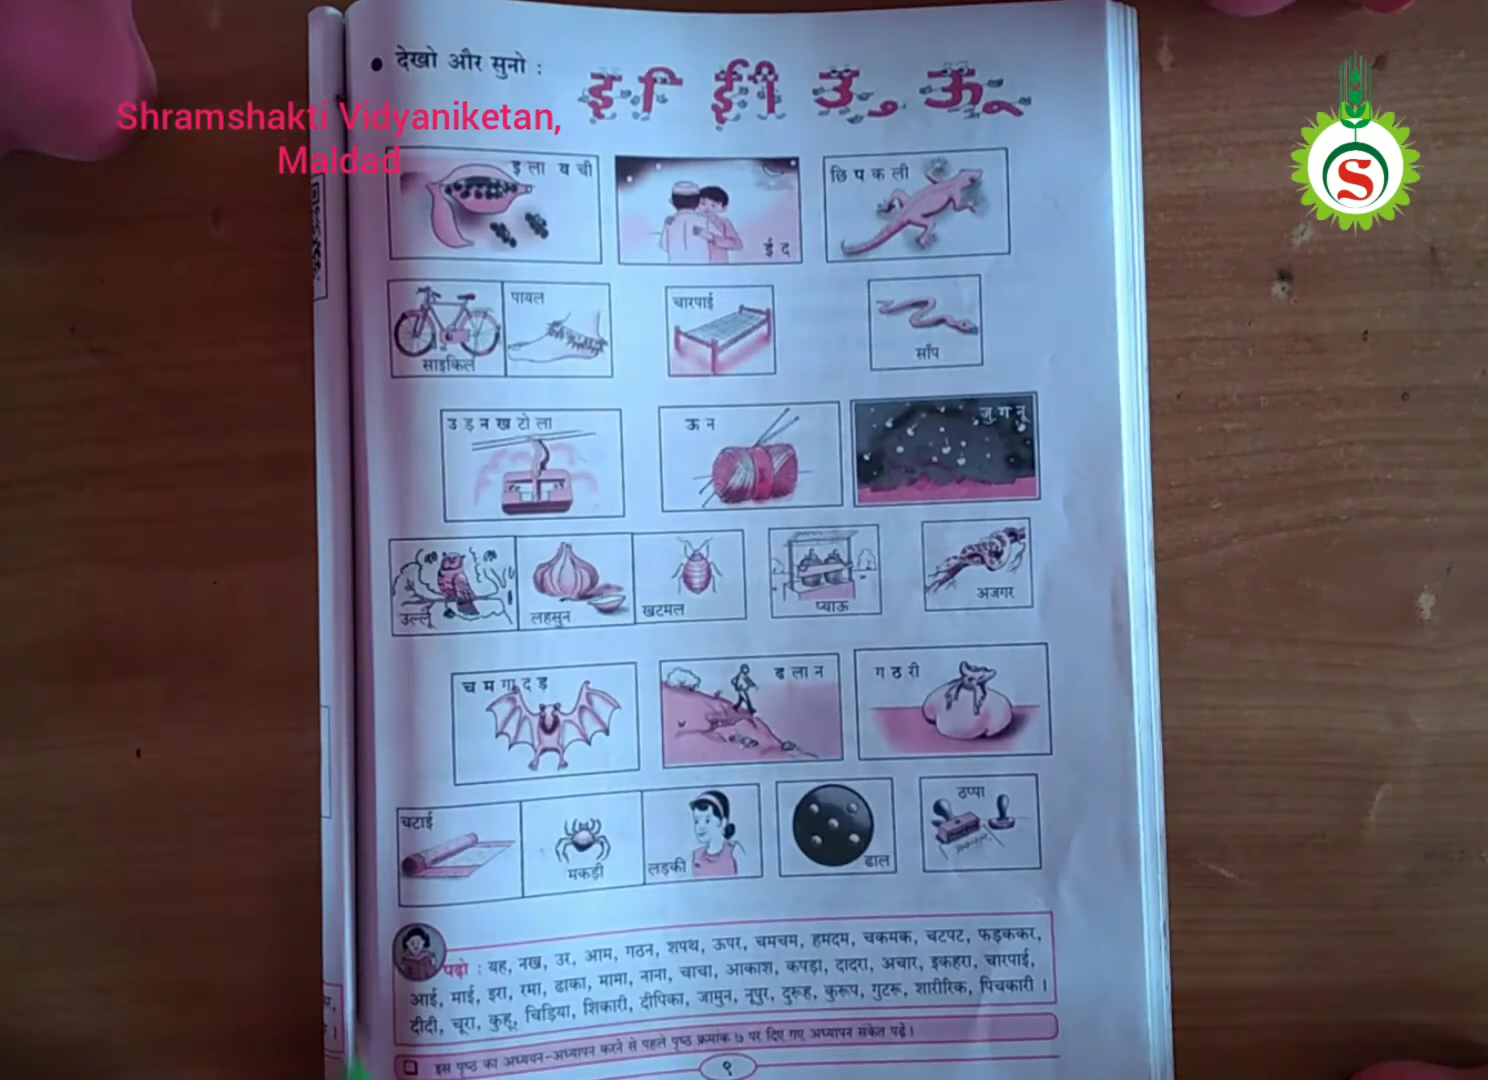 देखो और सुनो :
इ ि ई ी उ ु ऊ ू
Shramshakti Vidyaniketan,
Maldad
S
इ ला य ची
ई द
छि प क ली
साइकिल
पायल
चारपाई
साँप
उ ड़ न ख टो ला
ऊ न
जु ग नू
उल्लू
लहसुन
खटमल
प्याऊ
अजगर
च म गा द ड़
ढ ला न
ग ठ री
चटाई
मकड़ी
लड़की
ढाल
ठप्पा
पढ़ो : यह, नख, उर, आम, गठन, शपथ, ऊपर, चमचम, हमदम, चकमक, चटपट, फड़ककर,
आई, माई, इरा, रमा, ढाका, मामा, नाना, चाचा, आकाश, कपड़ा, दादरा, अचार, इकहरा, चारपाई,
दीदी, चूरा, कुहू, चिड़िया, शिकारी, दीपिका, जामुन, नूपुर, दुरूह, कुरूप, गुटरू, शारीरिक, पिचकारी ।
इस पृष्ठ का अध्ययन-अध्यापन करने से पहले पृष्ठ क्रमांक ७ पर दिए गए अध्यापन संकेत पढ़ें।
९